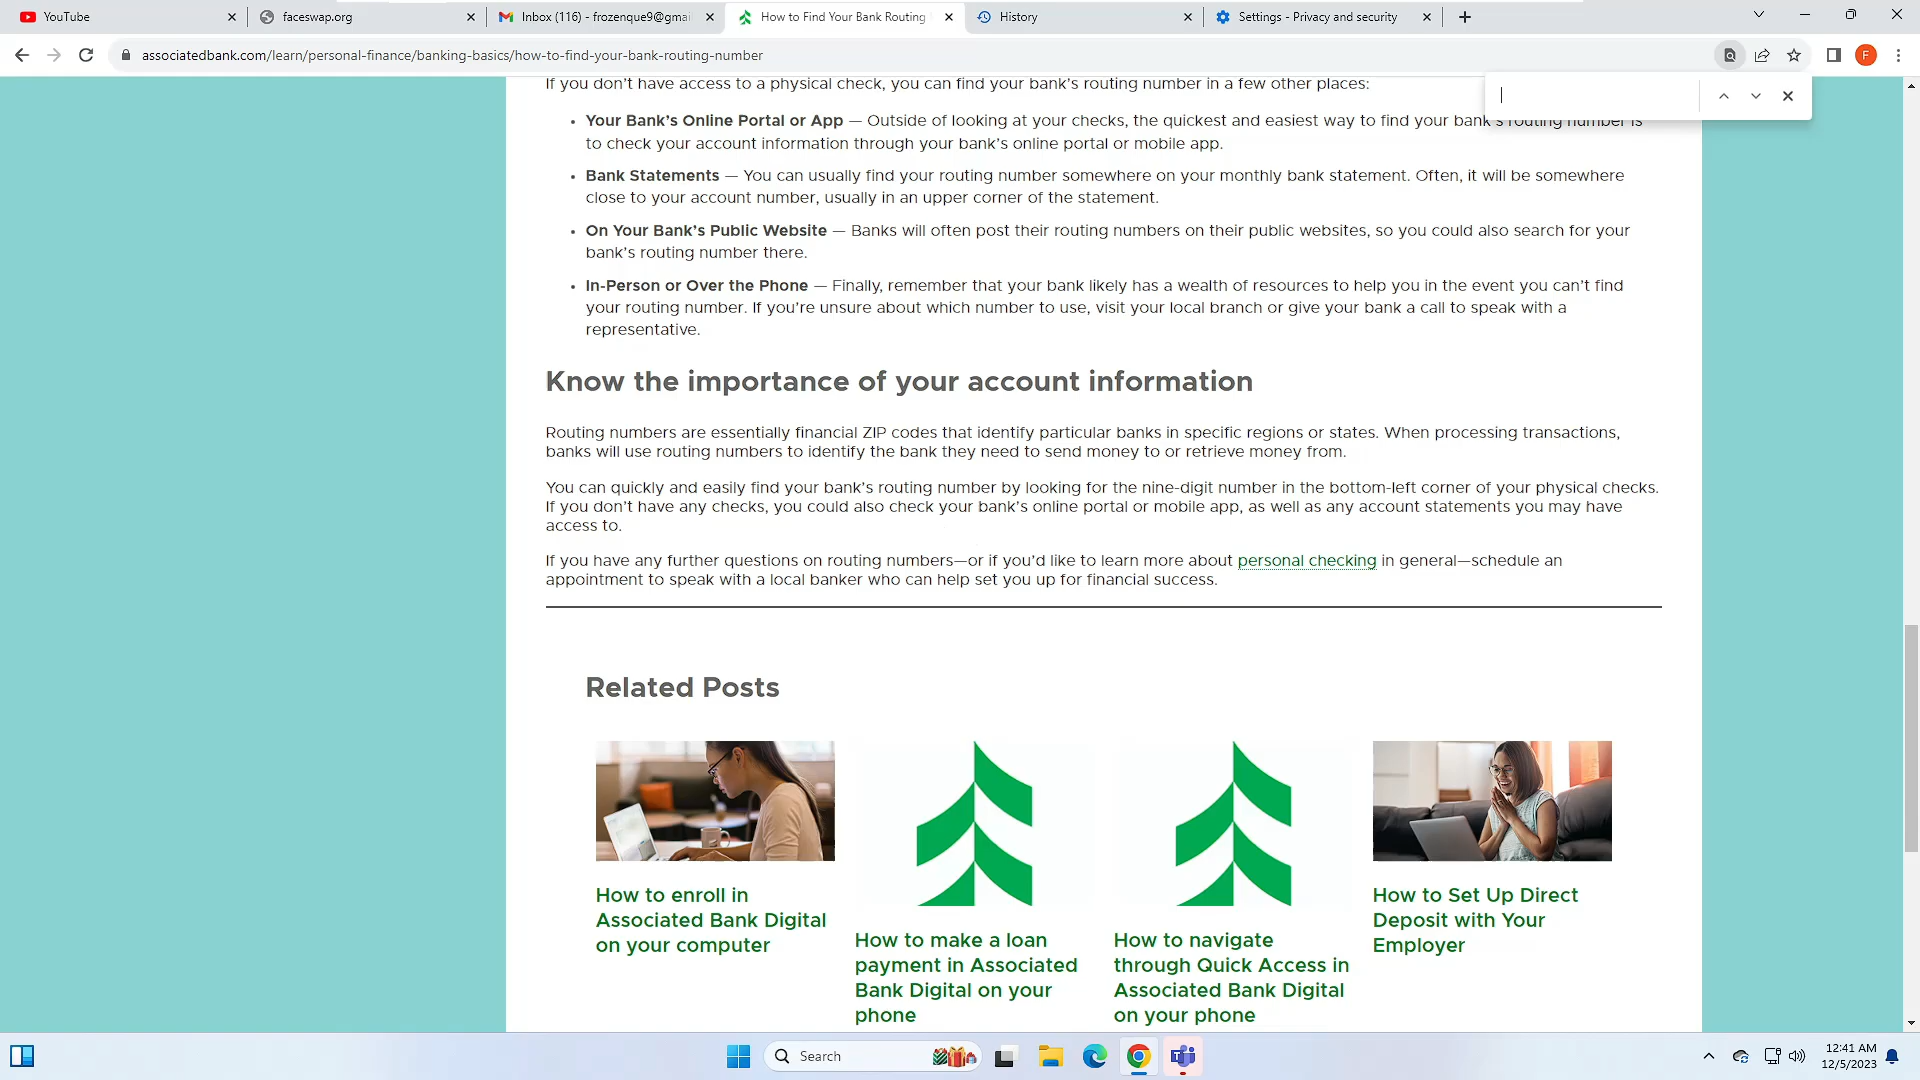 YouTube
faceswap.org
Inbox (116) - frozenque9@gmai
How to Find Your Bank Routing
History
Settings - Privacy and security
associatedbank.com/learn/personal-finance/banking-basics/how-to-find-your-bank-routing-number
F
If you don't have access to a physical check, you can find your bank's routing number in a few other places:
• Your Bank's Online Portal or App — Outside of looking at your checks, the quickest and easiest way to find your bank's routing number is
to check your account information through your bank's online portal or mobile app.
• Bank Statements — You can usually find your routing number somewhere on your monthly bank statement. Often, it will be somewhere
close to your account number, usually in an upper corner of the statement.
• On Your Bank's Public Website — Banks will often post their routing numbers on their public websites, so you could also search for your
bank's routing number there.
• In-Person or Over the Phone — Finally, remember that your bank likely has a wealth of resources to help you in the event you can't find
your routing number. If you're unsure about which number to use, visit your local branch or give your bank a call to speak with a
representative.
Know the importance of your account information
Routing numbers are essentially financial ZIP codes that identify particular banks in specific regions or states. When processing transactions,
banks will use routing numbers to identify the bank they need to send money to or retrieve money from.
You can quickly and easily find your bank's routing number by looking for the nine-digit number in the bottom-left corner of your physical checks.
If you don't have any checks, you could also check your bank's online portal or mobile app, as well as any account statements you may have
access to.
If you have any further questions on routing numbers—or if you'd like to learn more about personal checking in general—schedule an
appointment to speak with a local banker who can help set you up for financial success.
Related Posts
How to enroll in
Associated Bank Digital
on your computer
How to make a loan
payment in Associated
Bank Digital on your
phone
How to navigate
through Quick Access in
Associated Bank Digital
on your phone
How to Set Up Direct
Deposit with Your
Employer
Search
12:41 AM
12/5/2023